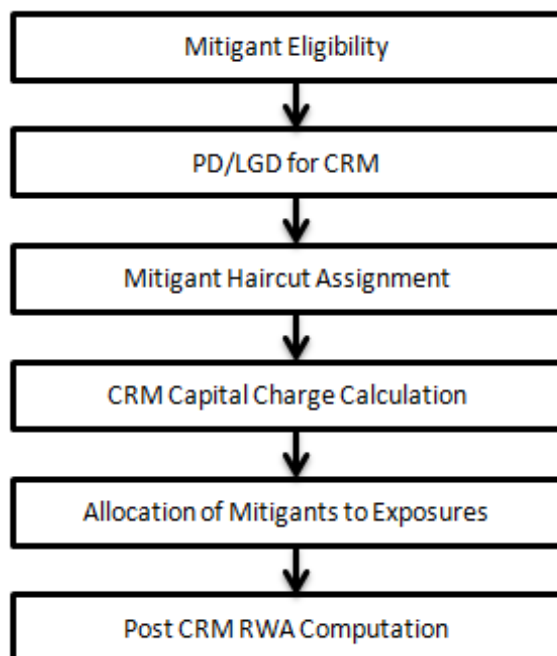 Mitigant Eligibility
PD/LGD for CRM
Mitigant Haircut Assignment
CRM Capital Charge Calculation
Allocation of Mitigants to Exposures
Post CRM RWA Computation